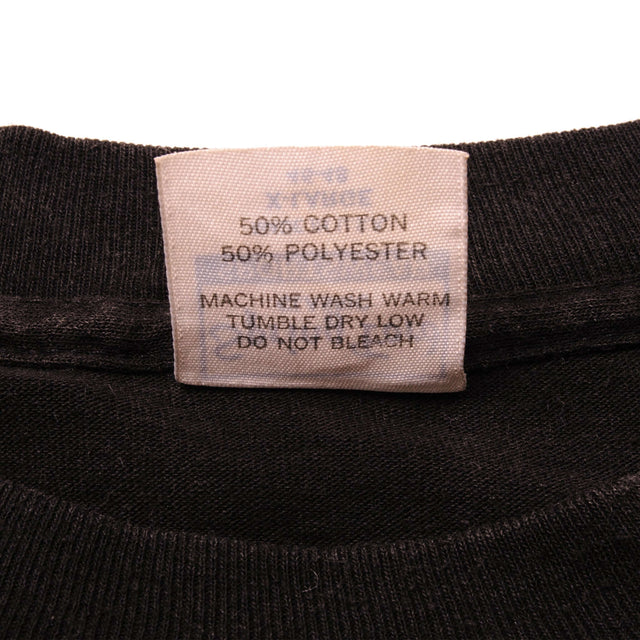 50% COTTON
50% POLYESTER
MACHINE WASH WARM
TUMBLE DRY LOW
DO NOT BLEACH